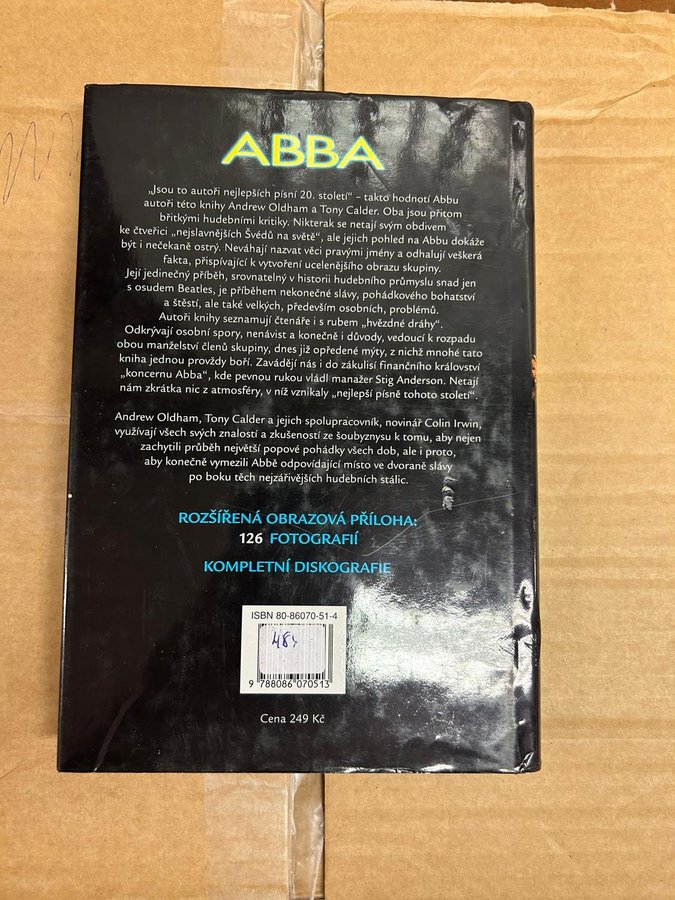 ABBA
„Jsou to autoři nejlepších písní 20. století“ – takto hodnotí Abbu
autoři této knihy Andrew Oldham a Tony Calder. Oba jsou přitom
břitkými hudebními kritiky. Nikterak se netají svým obdivem
ke čtveřici „nejslavnějších Švédů na světě“, ale jejich pohled na Abbu dokáže
být i nečekaně ostrý. Neváhají nazvat věci pravými jmény a odhalují veškerá
fakta, přispívající k vytvoření ucelenějšího obrazu skupiny.
Její jedinečný příběh, srovnatelný v historii hudebního průmyslu snad jen
s osudem Beatles, je příběhem nekonečné slávy, pohádkového bohatství
a štěstí, ale také velkých, především osobních, problémů.
Autoři knihy seznamují čtenáře i s rubem „hvězdné dráhy“.
Odkrývají osobní spory, nenávist a konečně i důvody, vedoucí k rozpadu
obou manželství členů skupiny, dnes již opředené mýty, z nichž mnohé tato
kniha jednou provždy boří. Zavádějí nás i do zákulisí finančního království
„koncernu Abba“, kde pevnou rukou vládl manažer Stig Anderson. Netají
nám zkrátka nic z atmosféry, v níž vznikaly „nejlepší písně tohoto století“.
Andrew Oldham, Tony Calder a jejich spolupracovník, novinář Colin Irwin,
využívají všech svých znalostí a zkušeností ze šoubyznysu k tomu, aby nejen
zachytili průběh největší popové pohádky všech dob, ale i proto,
aby konečně vymezili Abbě odpovídající místo ve dvoraně slávy
po boku těch nejzářivějších hudebních stálic.
ROZŠÍŘENÁ OBRAZOVÁ PŘÍLOHA:
126 FOTOGRAFIÍ
KOMPLETNÍ DISKOGRAFIE
ISBN 80-86070-51-4
9 788086 070513
Cena 249 Kč